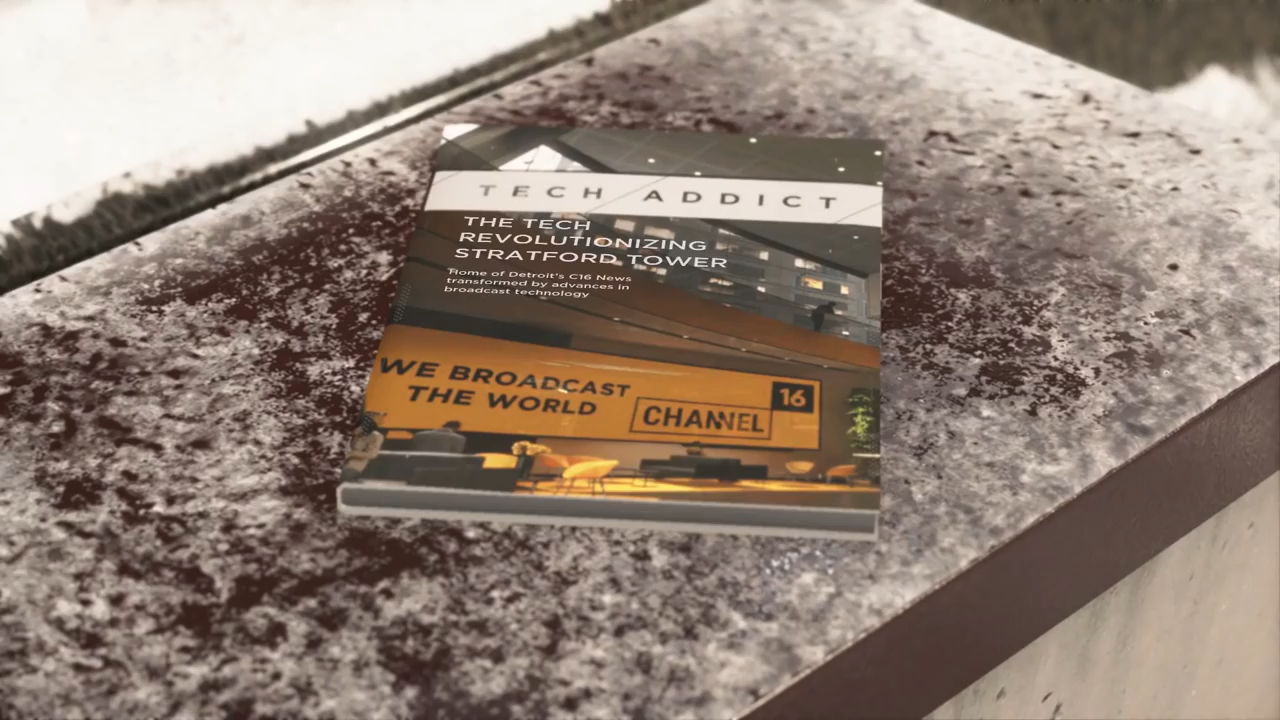 TECH ADDICT
THE TECH
REVOLUTIONIZING
STRATFORD TOWER
Home of Detroit's C16 News
transformed by advances in
broadcast technology
WE BROADCAST
THE WORLD
CHANNEL
16